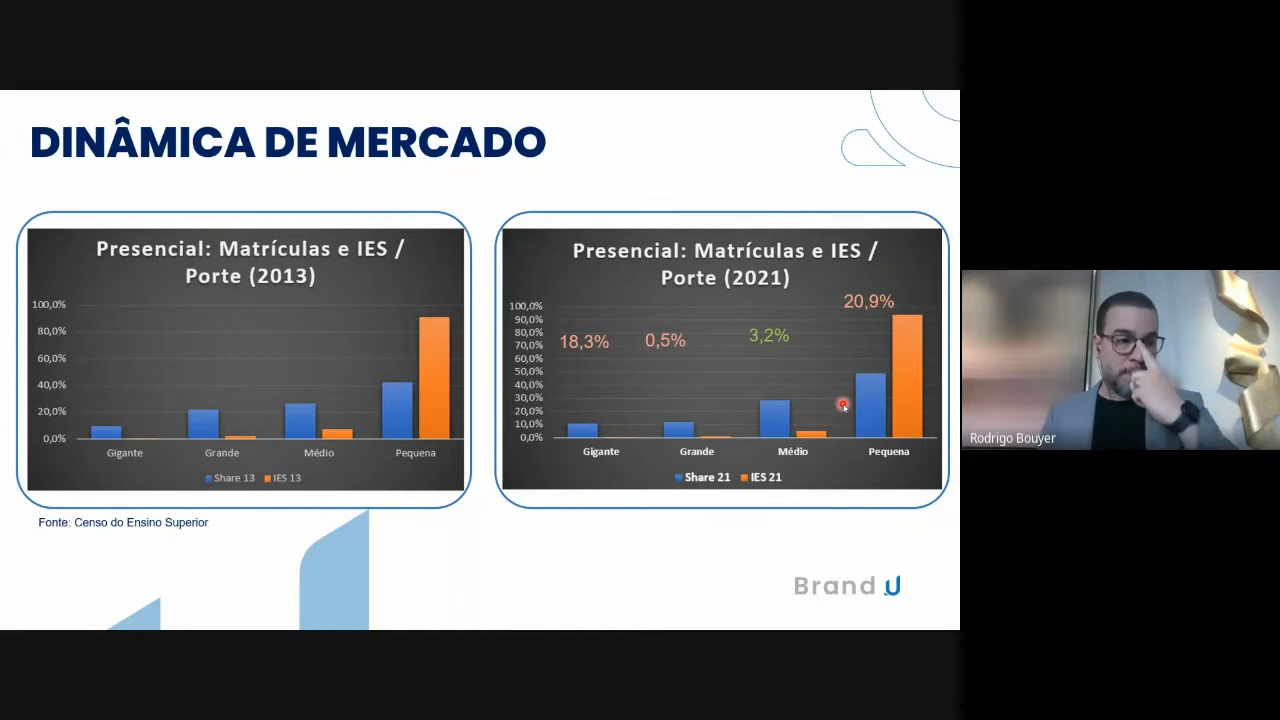 DINÂMICA DE MERCADO
Presencial: Matrículas e IES /
Porte (2013)
100,0%
80,0%
60,0%
40,0%
20,0%
0,0%
Gigante
Grande
Médio
Pequena
Share 13
IES 13
Presencial: Matrículas e IES /
Porte (2021)
100,0%
90,0%
80,0%
70,0%
60,0%
50,0%
40,0%
30,0%
20,0%
10,0%
0,0%
18,3%
0,5%
3,2%
20,9%
Gigante
Grande
Médio
Pequena
Share 21
IES 21
Fonte: Censo do Ensino Superior
Brand U
Rodrigo Bouyer